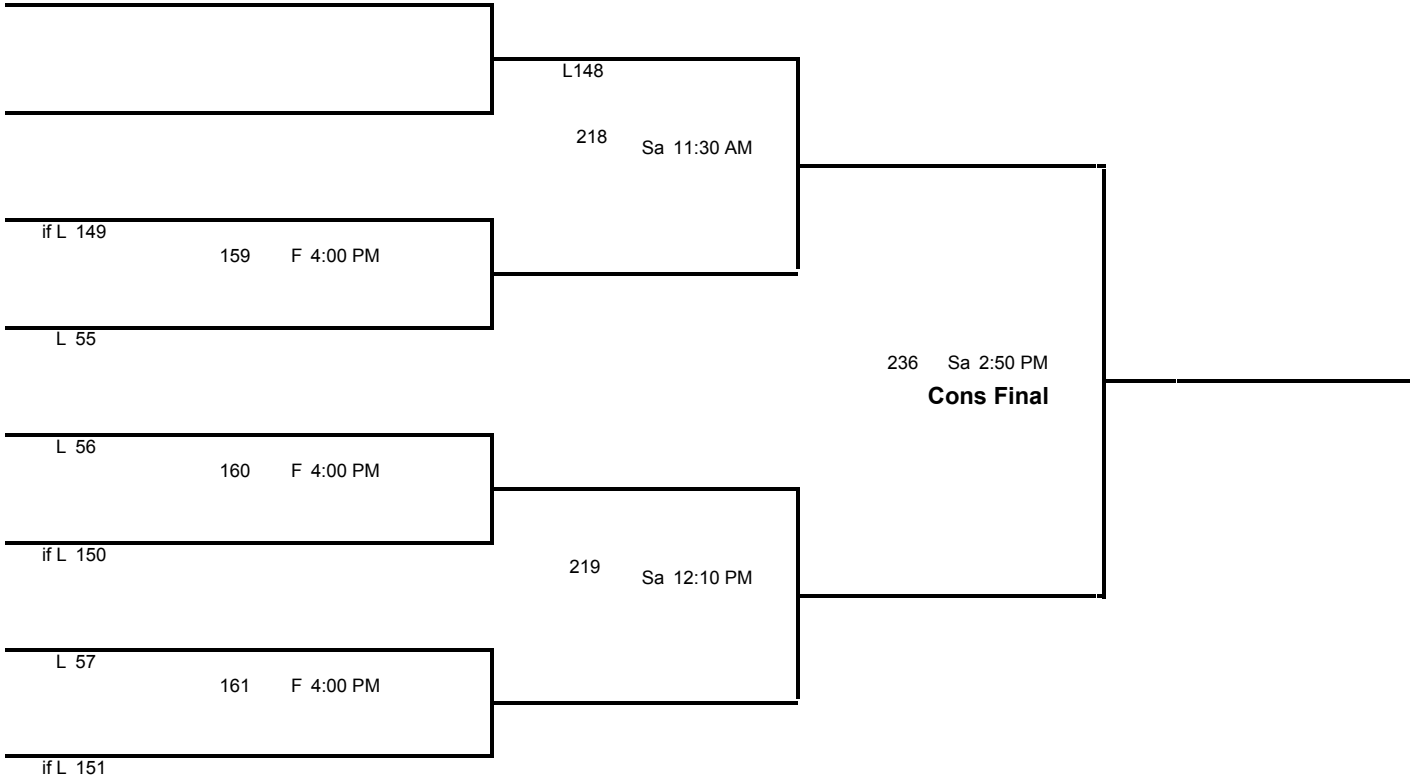 L148
218 Sa 11:30 AM
if L 149
159 F 4:00 PM
L 55
236 Sa 2:50 PM
Cons Final
L 56
160 F 4:00 PM
if L 150
219 Sa 12:10 PM
L 57
161 F 4:00 PM
if L 151